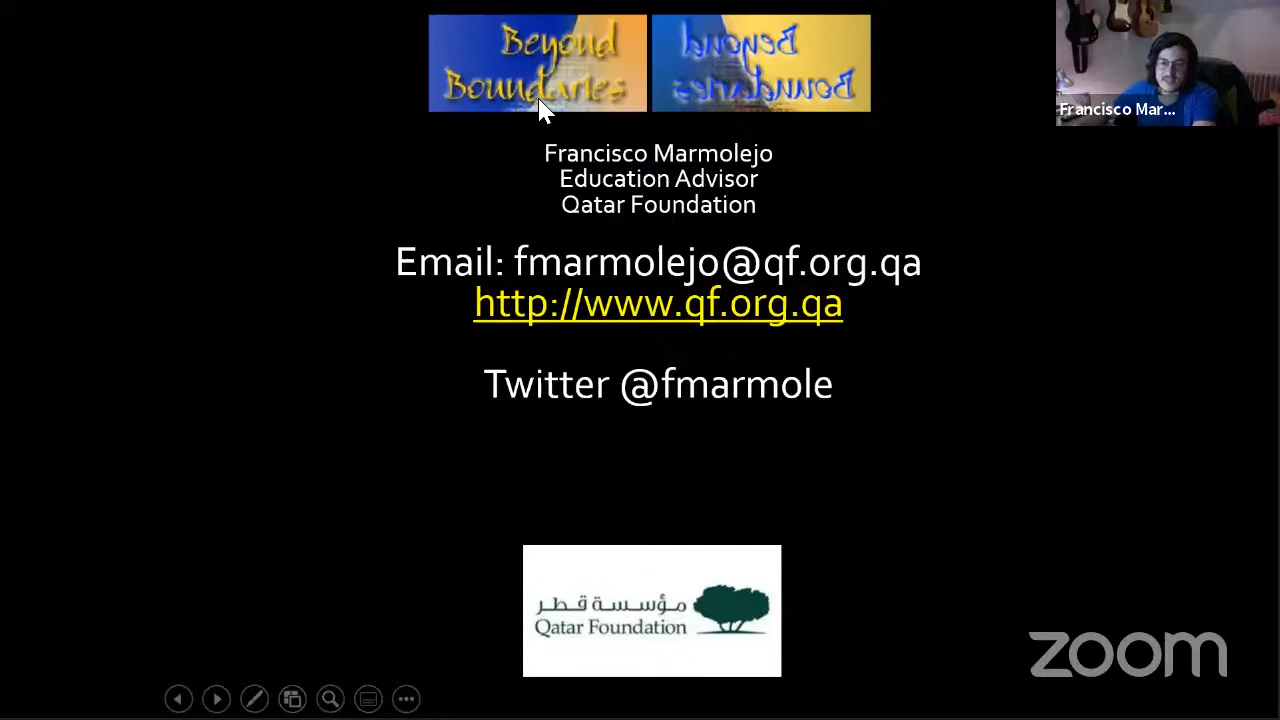 Beyond
Boundaries
Beyond
Boundaries
Francisco Mar...
Francisco Marmolejo
Education Advisor
Qatar Foundation
Email: fmarmolejo@qf.org.qa
http://www.qf.org.qa
Twitter @fmarmole
مؤسسة قطر
Qatar Foundation
zoom